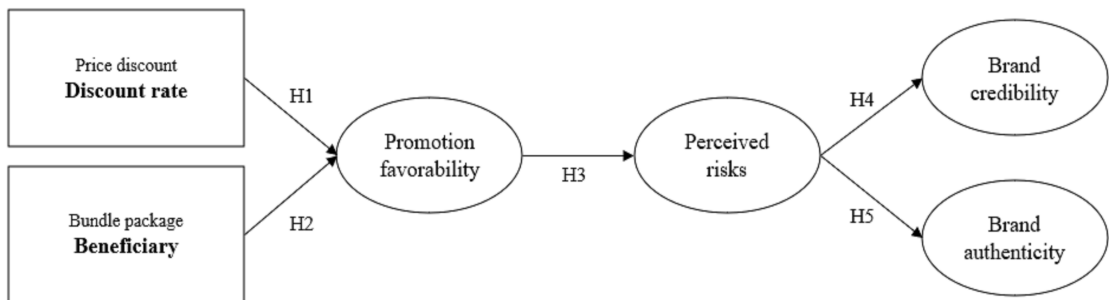 Price discount
Discount rate
H1
Bundle package
Beneficiary
H2
Promotion
favorability
H3
Perceived
risks
H4
Brand
credibility
H5
Brand
authenticity